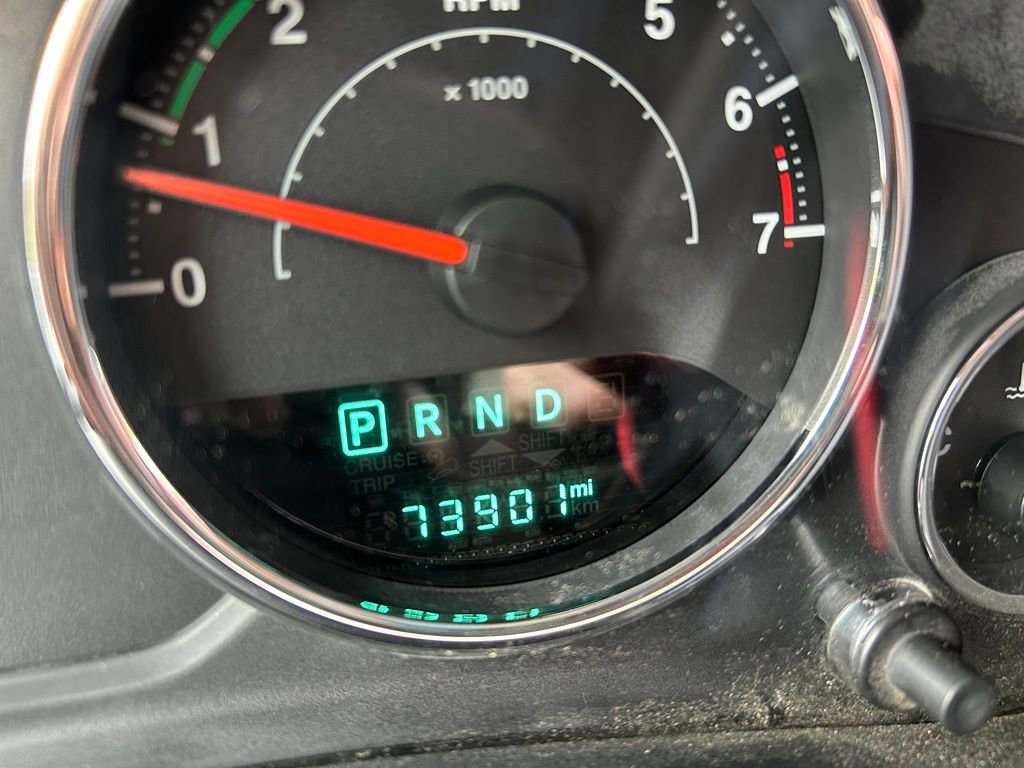 RPM
x 1000
0
1
2
5
6
7
P R N D
CRUISE
SHIFT
SHIFT
TRIP
73901 mi
km
C